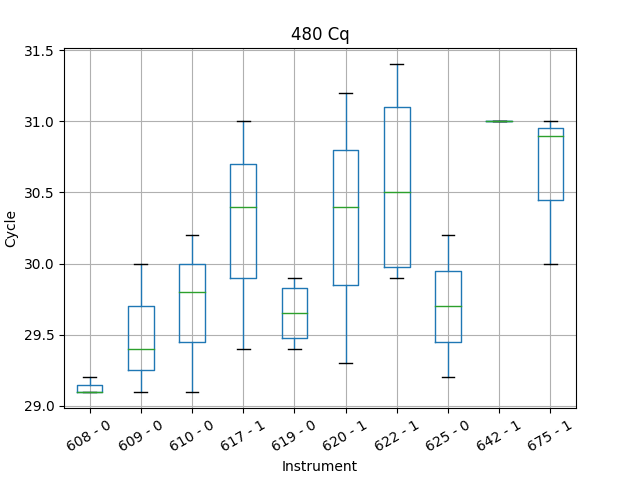 480 Cq
31.5
31.0
30.5
30.0
29.5
29.0
Cycle
608 - 0
609 - 0
610 - 0
617 - 1
619 - 0
620 - 1
622 - 1
625 - 0
642 - 1
675 - 1
Instrument